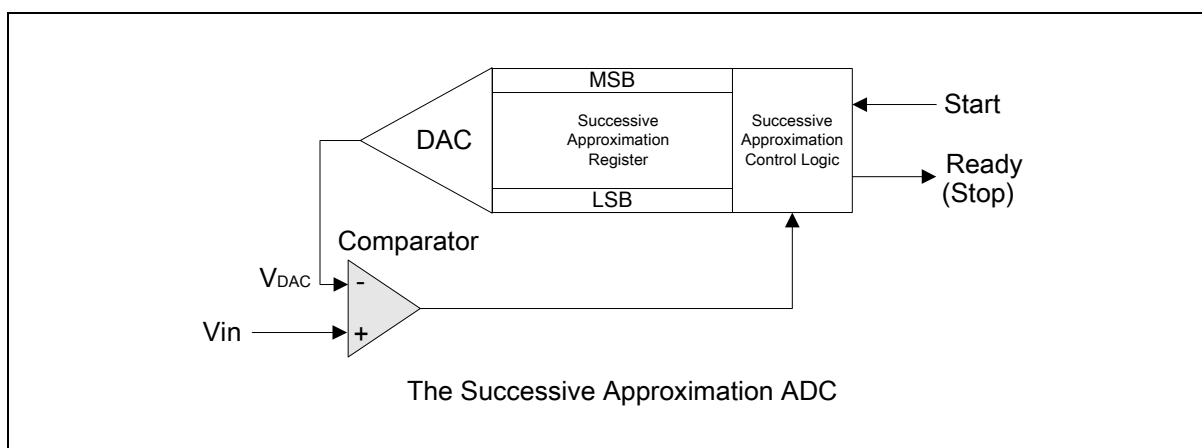 MSB
DAC
Successive
Approximation
Register
Successive
Approximation
Control Logic
LSB
Start
Ready
(Stop)
Comparator
VDAC
-
Vin
+
The Successive Approximation ADC